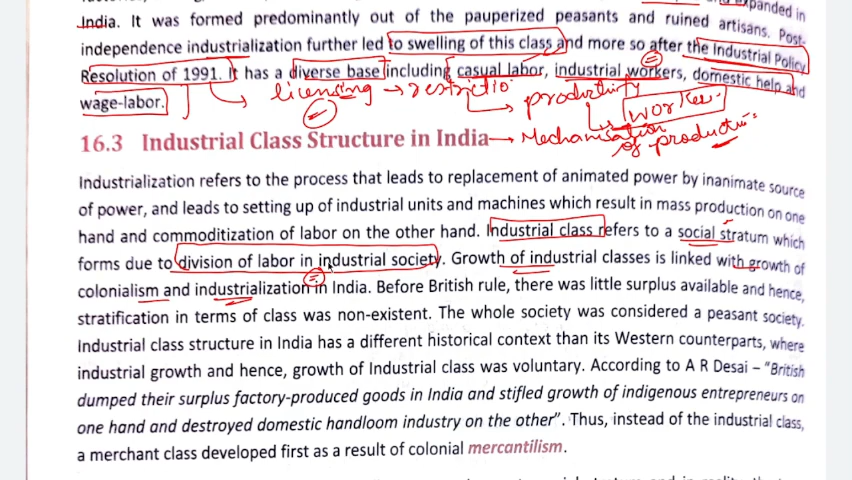 expanded in
India. It was formed predominantly out of the pauperized peasants and ruined artisans. Post-
independence industrialization further led to swelling of this class and more so after the Industrial Policy
Resolution of 1991. It has a diverse base including casual labor, industrial workers, domestic help and
wage-labor.
licensing → restrictio
productivity
worker
16.3 Industrial Class Structure in India
Mechanisation
of production
Industrialization refers to the process that leads to replacement of animated power by inanimate source
of power, and leads to setting up of industrial units and machines which result in mass production on one
hand and commoditization of labor on the other hand. Industrial class refers to a social stratum which
forms due to division of labor in industrial society. Growth of industrial classes is linked with growth of
colonialism and industrialization in India. Before British rule, there was little surplus available and hence,
stratification in terms of class was non-existent. The whole society was considered a peasant society.
Industrial class structure in India has a different historical context than its Western counterparts, where
industrial growth and hence, growth of Industrial class was voluntary. According to A R Desai – "British
dumped their surplus factory-produced goods in India and stifled growth of indigenous entrepreneurs on
one hand and destroyed domestic handloom industry on the other". Thus, instead of the industrial class,
a merchant class developed first as a result of colonial mercantilism.